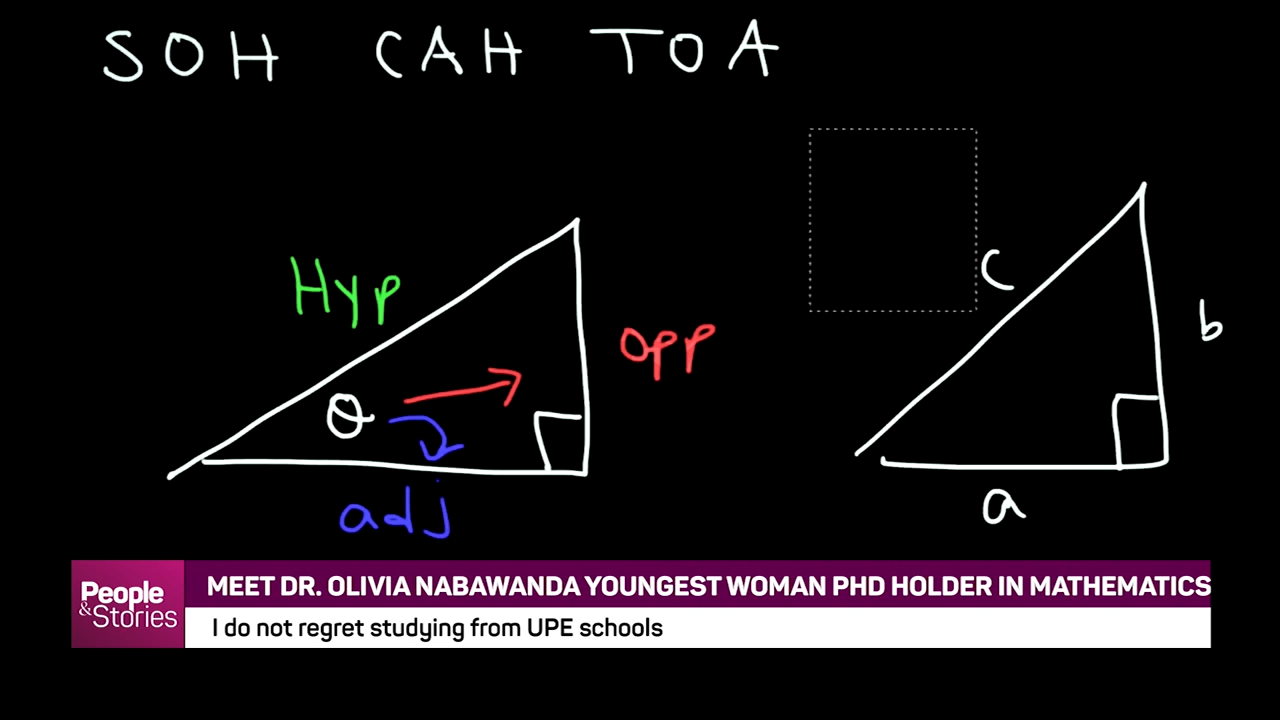 SOH CAH TOA
Hyp
opp
θ
adj
c
b
a
People
&Stories
MEET DR. OLIVIA NABAWANDA YOUNGEST WOMAN PHD HOLDER IN MATHEMATICS
I do not regret studying from UPE schools